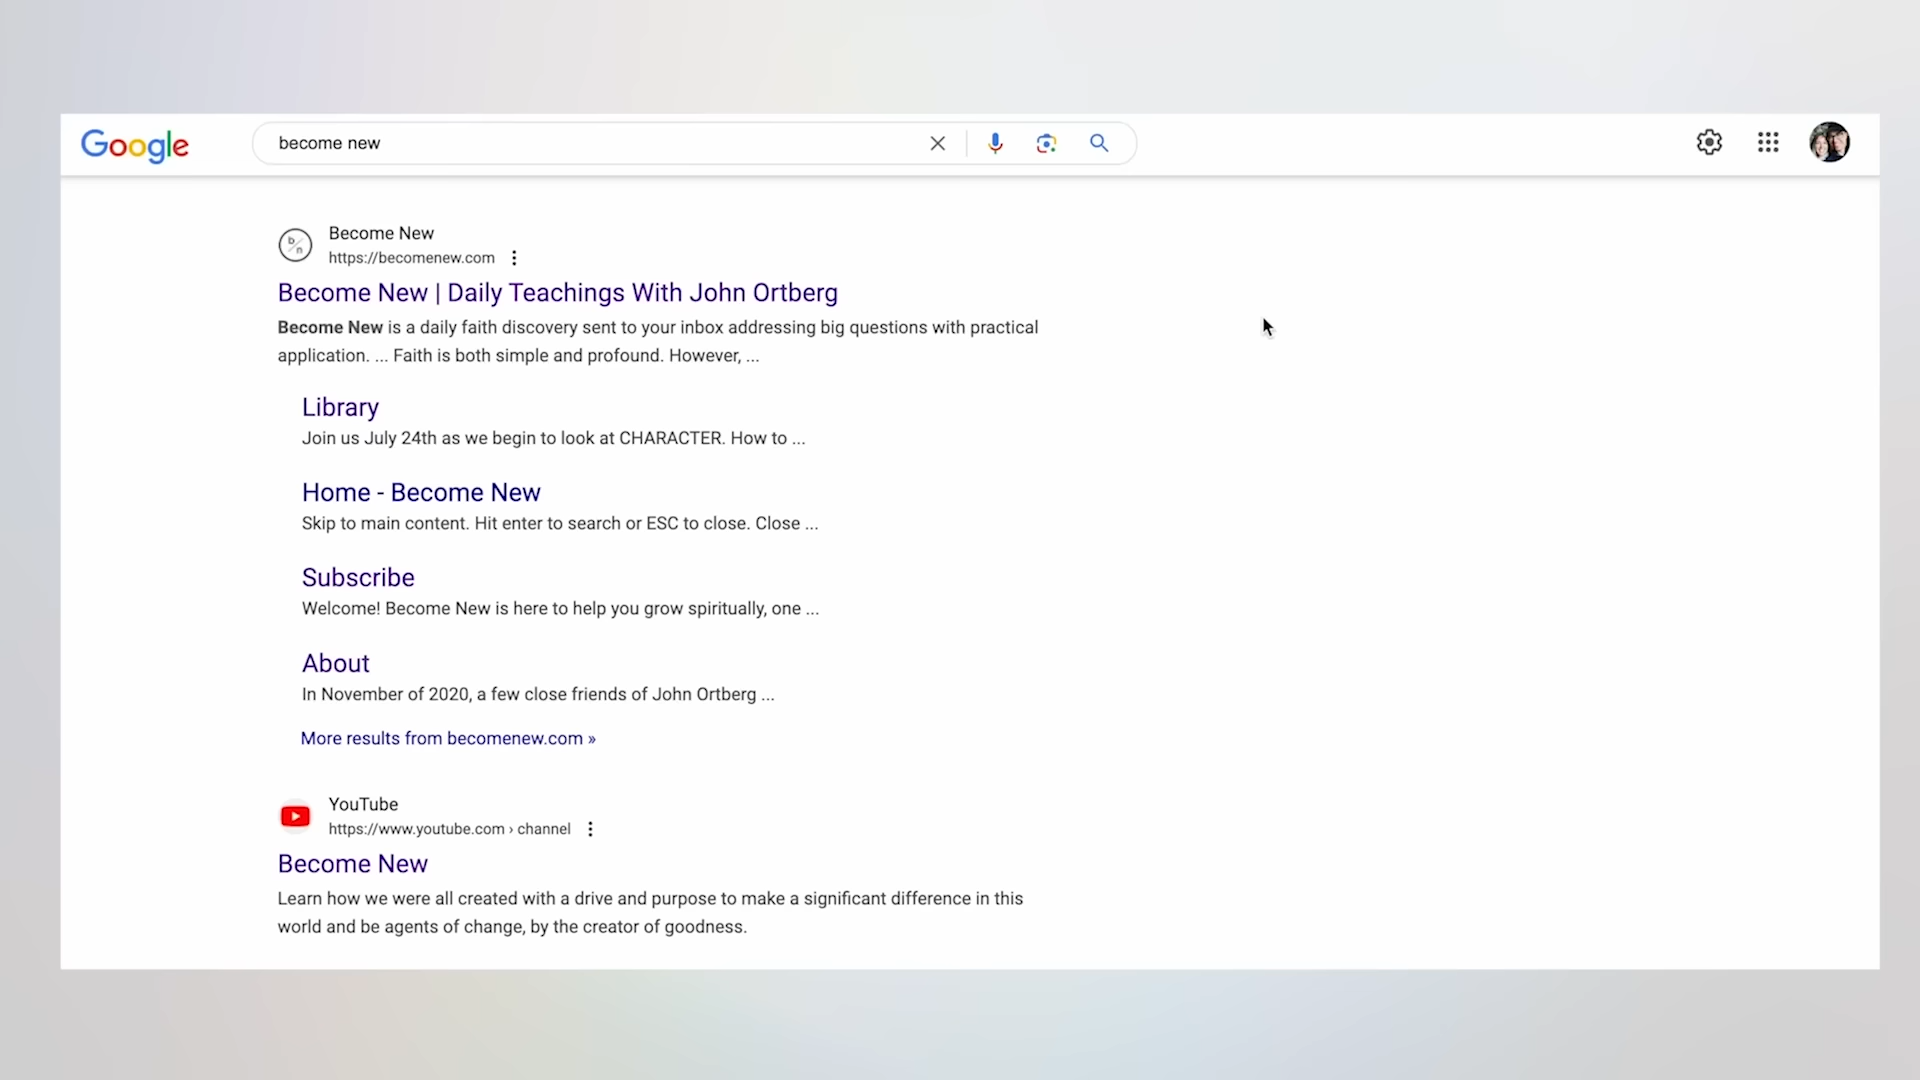 Google
become new
Become New
https://becomenew.com
Become New | Daily Teachings With John Ortberg
Become New is a daily faith discovery sent to your inbox addressing big questions with practical
application. ... Faith is both simple and profound. However, ...
Library
Join us July 24th as we begin to look at CHARACTER. How to ...
Home - Become New
Skip to main content. Hit enter to search or ESC to close. Close ...
Subscribe
Welcome! Become New is here to help you grow spiritually, one ...
About
In November of 2020, a few close friends of John Ortberg ...
More results from becomenew.com »
YouTube
https://www.youtube.com › channel
Become New
Learn how we were all created with a drive and purpose to make a significant difference in this
world and be agents of change, by the creator of goodness.